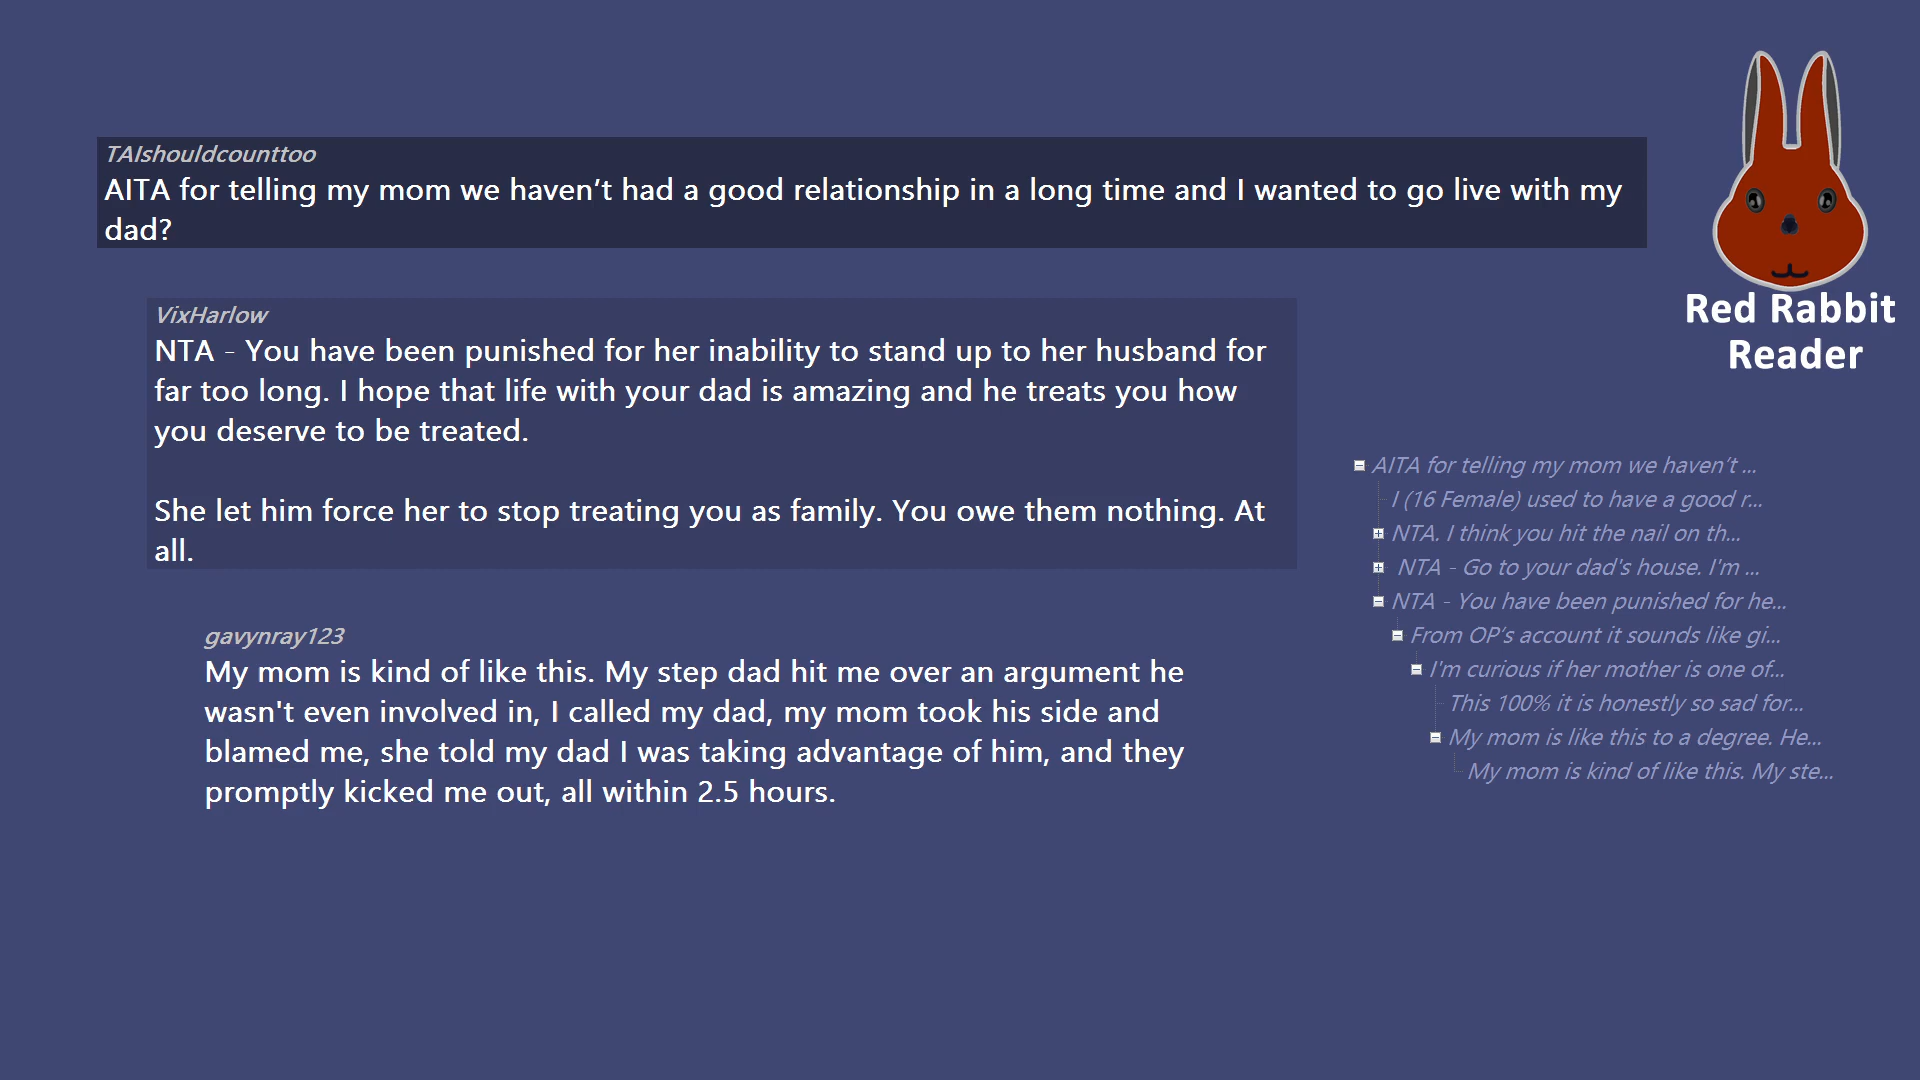 TAIshouldcounttoo
AITA for telling my mom we haven’t had a good relationship in a long time and I wanted to go live with my
dad?
VixHarlow
NTA - You have been punished for her inability to stand up to her husband for
far too long. I hope that life with your dad is amazing and he treats you how
you deserve to be treated.
She let him force her to stop treating you as family. You owe them nothing. At
all.
gavynray123
My mom is kind of like this. My step dad hit me over an argument he
wasn't even involved in, I called my dad, my mom took his side and
blamed me, she told my dad I was taking advantage of him, and they
promptly kicked me out, all within 2.5 hours.
Red Rabbit
Reader
AITA for telling my mom we haven’t ...
I (16 Female) used to have a good r...
NTA. I think you hit the nail on th...
NTA - Go to your dad's house. I'm ...
NTA - You have been punished for he...
From OP’s account it sounds like gi...
I'm curious if her mother is one of...
This 100% it is honestly so sad for...
My mom is like this to a degree. He...
My mom is kind of like this. My ste...